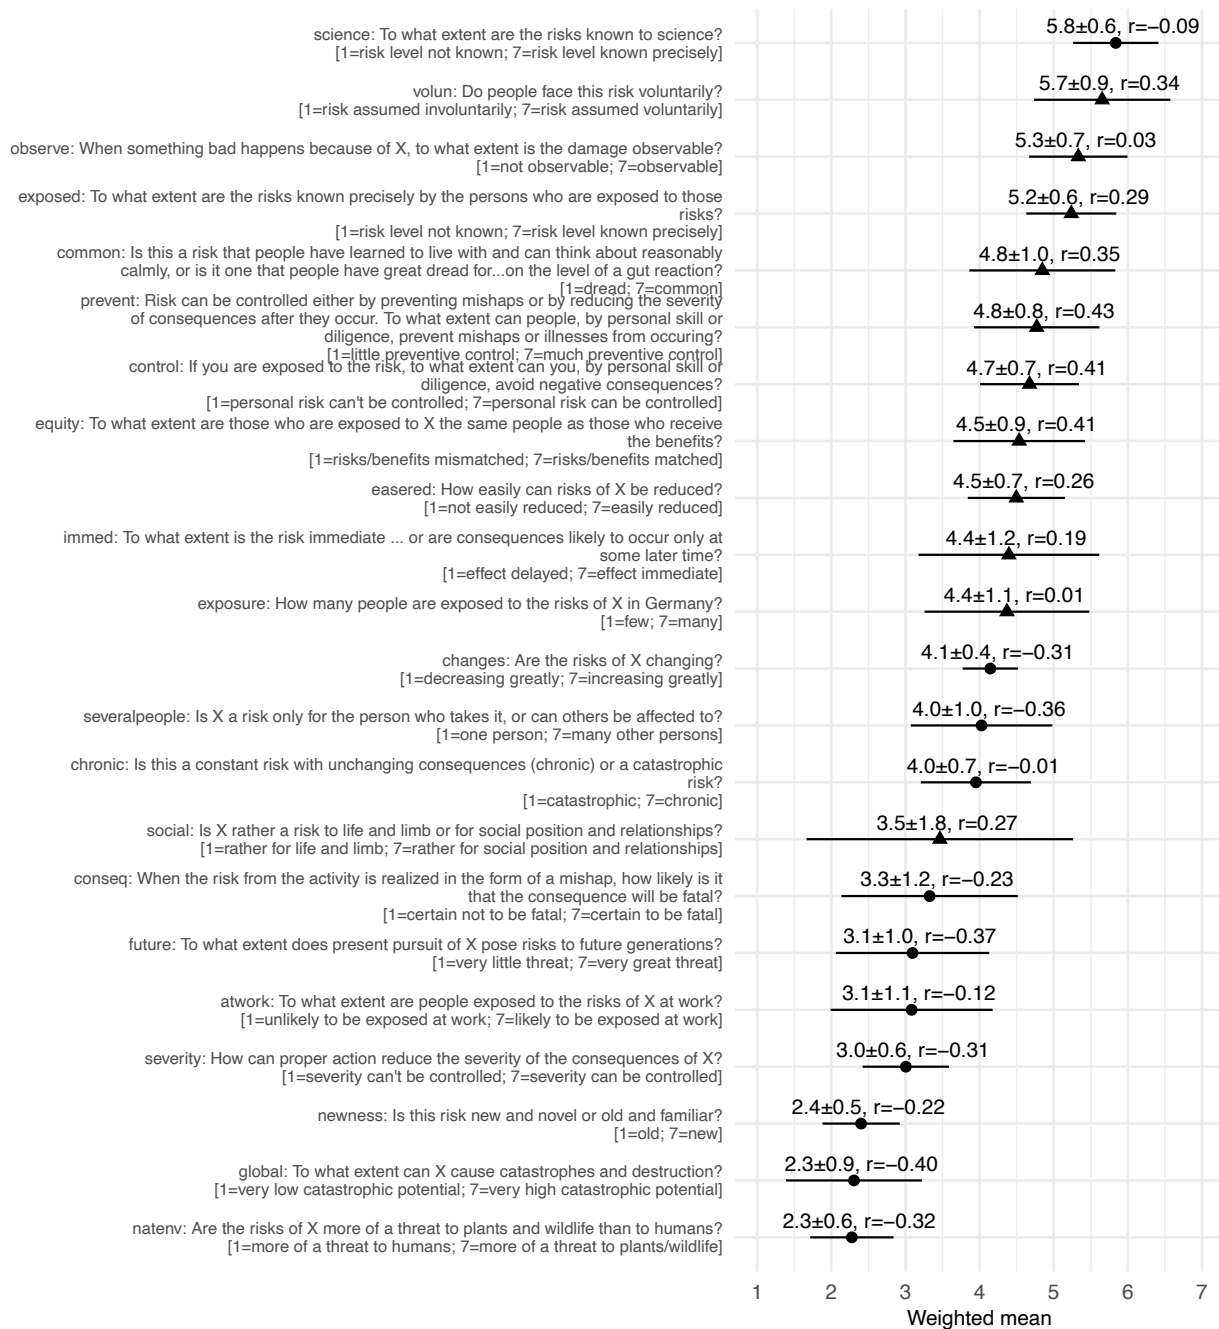 science: To what extent are the risks known to science?
[1=risk level not known; 7=risk level known precisely]
5.8±0.6, r=−0.09
volun: Do people face this risk voluntarily?
[1=risk assumed involuntarily; 7=risk assumed voluntarily]
5.7±0.9, r=0.34
observe: When something bad happens because of X, to what extent is the damage observable?
[1=not observable; 7=observable]
5.3±0.7, r=0.03
exposed: To what extent are the risks known precisely by the persons who are exposed to those
risks?
[1=risk level not known; 7=risk level known precisely]
5.2±0.6, r=0.29
common: Is this a risk that people have learned to live with and can think about reasonably
calmly, or is it one that people have great dread for...on the level of a gut reaction?
[1=dread; 7=common]
4.8±1.0, r=0.35
prevent: Risk can be controlled either by preventing mishaps or by reducing the severity
of consequences after they occur. To what extent can people, by personal skill or
diligence, prevent mishaps or illnesses from occuring?
[1=little preventive control; 7=much preventive control]
4.8±0.8, r=0.43
control: If you are exposed to the risk, to what extent can you, by personal skill or
diligence, avoid negative consequences?
[1=personal risk can't be controlled; 7=personal risk can be controlled]
4.7±0.7, r=0.41
equity: To what extent are those who are exposed to X the same people as those who receive
the benefits?
[1=risks/benefits mismatched; 7=risks/benefits matched]
4.5±0.9, r=0.41
easered: How easily can risks of X be reduced?
[1=not easily reduced; 7=easily reduced]
4.5±0.7, r=0.26
immed: To what extent is the risk immediate ... or are consequences likely to occur only at
some later time?
[1=effect delayed; 7=effect immediate]
4.4±1.2, r=0.19
exposure: How many people are exposed to the risks of X in Germany?
[1=few; 7=many]
4.4±1.1, r=0.01
changes: Are the risks of X changing?
[1=decreasing greatly; 7=increasing greatly]
4.1±0.4, r=−0.31
severalpeople: Is X a risk only for the person who takes it, or can others be affected to?
[1=one person; 7=many other persons]
4.0±1.0, r=−0.36
chronic: Is this a constant risk with unchanging consequences (chronic) or a catastrophic
risk?
[1=catastrophic; 7=chronic]
4.0±0.7, r=−0.01
social: Is X rather a risk to life and limb or for social position and relationships?
[1=rather for life and limb; 7=rather for social position and relationships]
3.5±1.8, r=0.27
conseq: When the risk from the activity is realized in the form of a mishap, how likely is it
that the consequence will be fatal?
[1=certain not to be fatal; 7=certain to be fatal]
3.3±1.2, r=−0.23
future: To what extent does present pursuit of X pose risks to future generations?
[1=very little threat; 7=very great threat]
3.1±1.0, r=−0.37
atwork: To what extent are people exposed to the risks of X at work?
[1=unlikely to be exposed at work; 7=likely to be exposed at work]
3.1±1.1, r=−0.12
severity: How can proper action reduce the severity of the consequences of X?
[1=severity can't be controlled; 7=severity can be controlled]
3.0±0.6, r=−0.31
newness: Is this risk new and novel or old and familiar?
[1=old; 7=new]
2.4±0.5, r=−0.22
global: To what extent can X cause catastrophes and destruction?
[1=very low catastrophic potential; 7=very high catastrophic potential]
2.3±0.9, r=−0.40
natenv: Are the risks of X more of a threat to plants and wildlife than to humans?
[1=more of a threat to humans; 7=more of a threat to plants/wildlife]
2.3±0.6, r=−0.32
1 2 3 4 5 6 7
Weighted mean